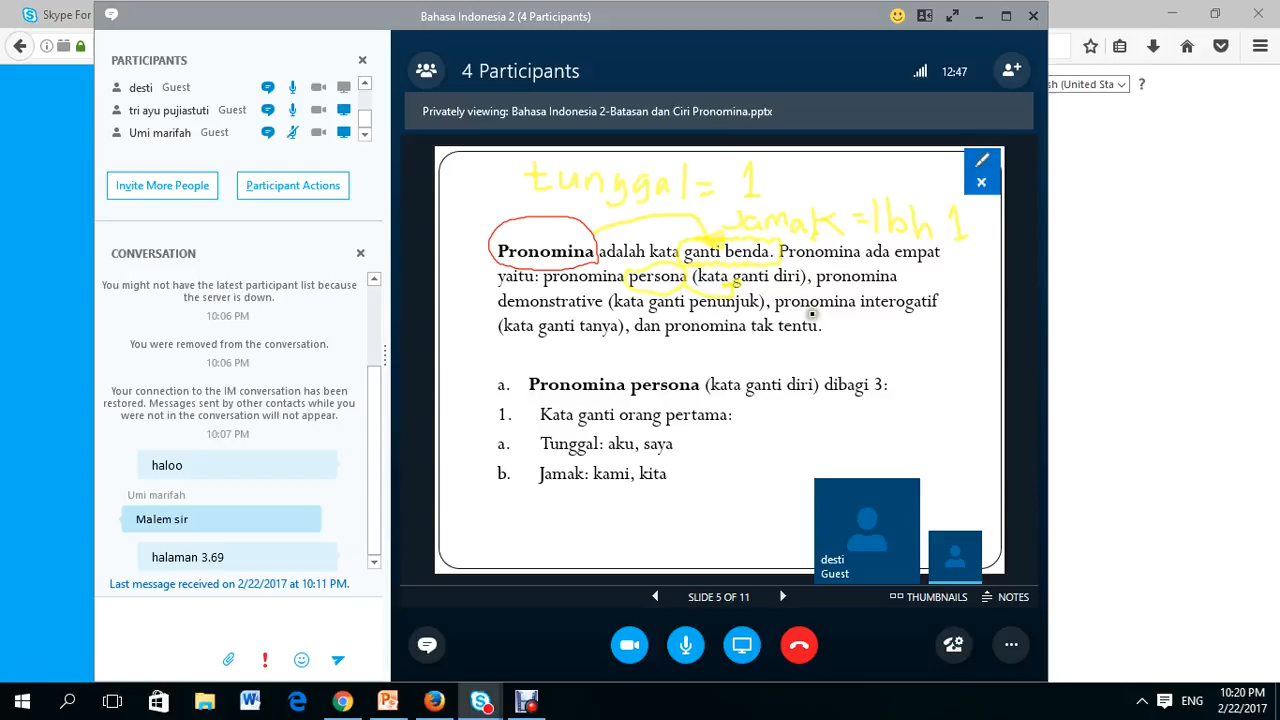 Skype For
Bahasa Indonesia 2 (4 Participants)
PARTICIPANTS
desti Guest
tri ayu pujiastuti Guest
Umi marifah Guest
Invite More People
Participant Actions
CONVERSATION
You might not have the latest participant list because
the server is down.
10:06 PM
You were removed from the conversation.
10:06 PM
Your connection to the IM conversation has been
restored. Messages sent by other contacts while you
were not in the conversation will not appear.
10:07 PM
haloo
Umi marifah
Malem sir
halaman 3.69
Last message received on 2/22/2017 at 10:11 PM.
4 Participants
12:47
Privately viewing: Bahasa Indonesia 2-Batasan dan Ciri Pronomina.pptx
tunggal = 1
Jamak = lbh 1
Pronomina adalah kata ganti benda. Pronomina ada empat
yaitu: pronomina persona (kata ganti diri), pronomina
demonstrative (kata ganti penunjuk), pronomina interogatif
(kata ganti tanya), dan pronomina tak tentu.
a. Pronomina persona (kata ganti diri) dibagi 3:
1. Kata ganti orang pertama:
a. Tunggal: aku, saya
b. Jamak: kami, kita
desti
Guest
SLIDE 5 OF 11
THUMBNAILS
NOTES
sh (United Sta
?
ENG
10:20 PM
2/22/2017